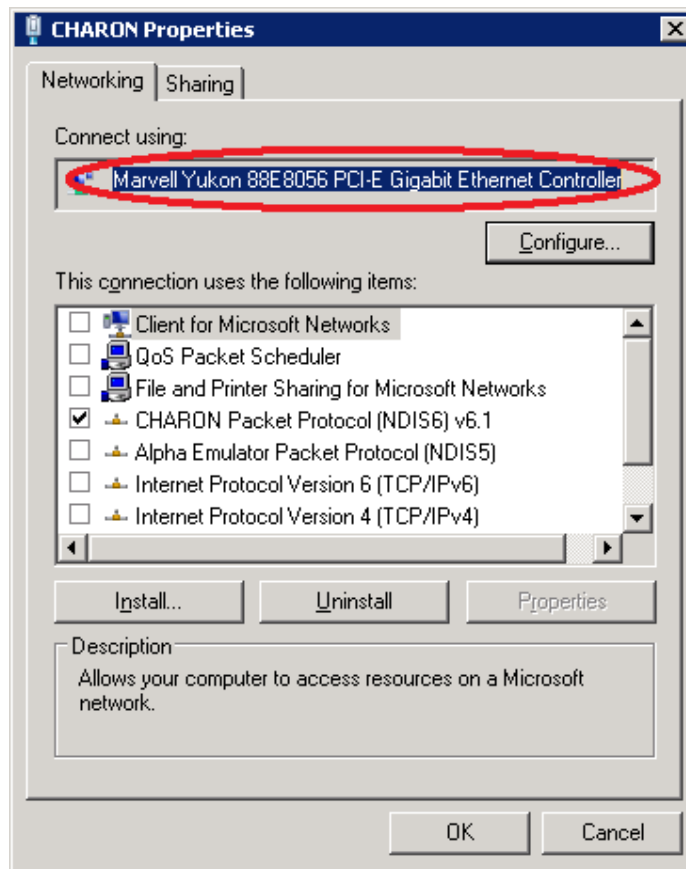 CHARON Properties
Networking
Sharing
Connect using:
Marvell Yukon 88E8056 PCI-E Gigabit Ethernet Controller
Configure...
This connection uses the following items:
Client for Microsoft Networks
QoS Packet Scheduler
File and Printer Sharing for Microsoft Networks
CHARON Packet Protocol (NDIS6) v6.1
Alpha Emulator Packet Protocol (NDIS5)
Internet Protocol Version 6 (TCP/IPv6)
Internet Protocol Version 4 (TCP/IPv4)
Install...
Uninstall
Properties
Description
Allows your computer to access resources on a Microsoft
network.
OK
Cancel